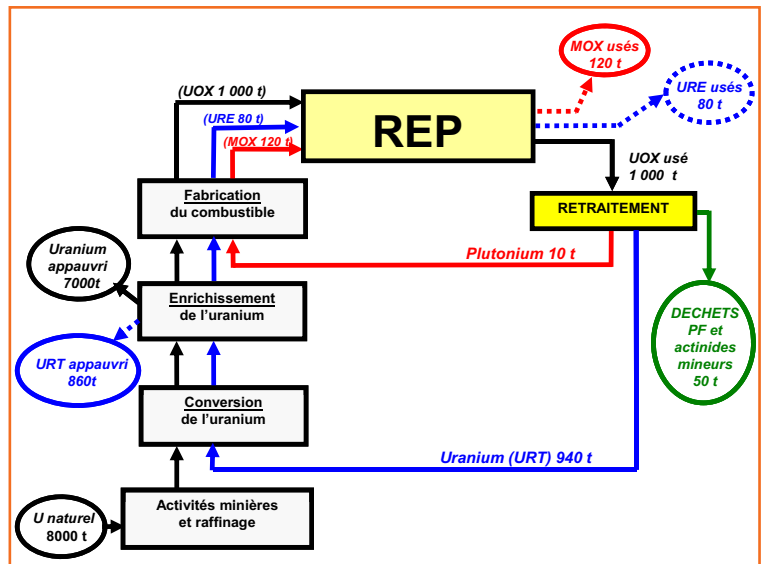 MOX usés
120 t
URE usés
80 t
(UOX 1 000 t)
(URE 80 t)
(MOX 120 t)
REP
UOX usé
1 000 t
Fabrication
du combustible
RETRAITEMENT
Uranium
appauvri
7000t
Plutonium 10 t
Enrichissement
de l'uranium
URT appauvri
860t
DECHETS
PF et
actinides
mineurs
50 t
Conversion
de l'uranium
Uranium (URT) 940 t
Activités minières
et raffinage
U naturel
8000 t